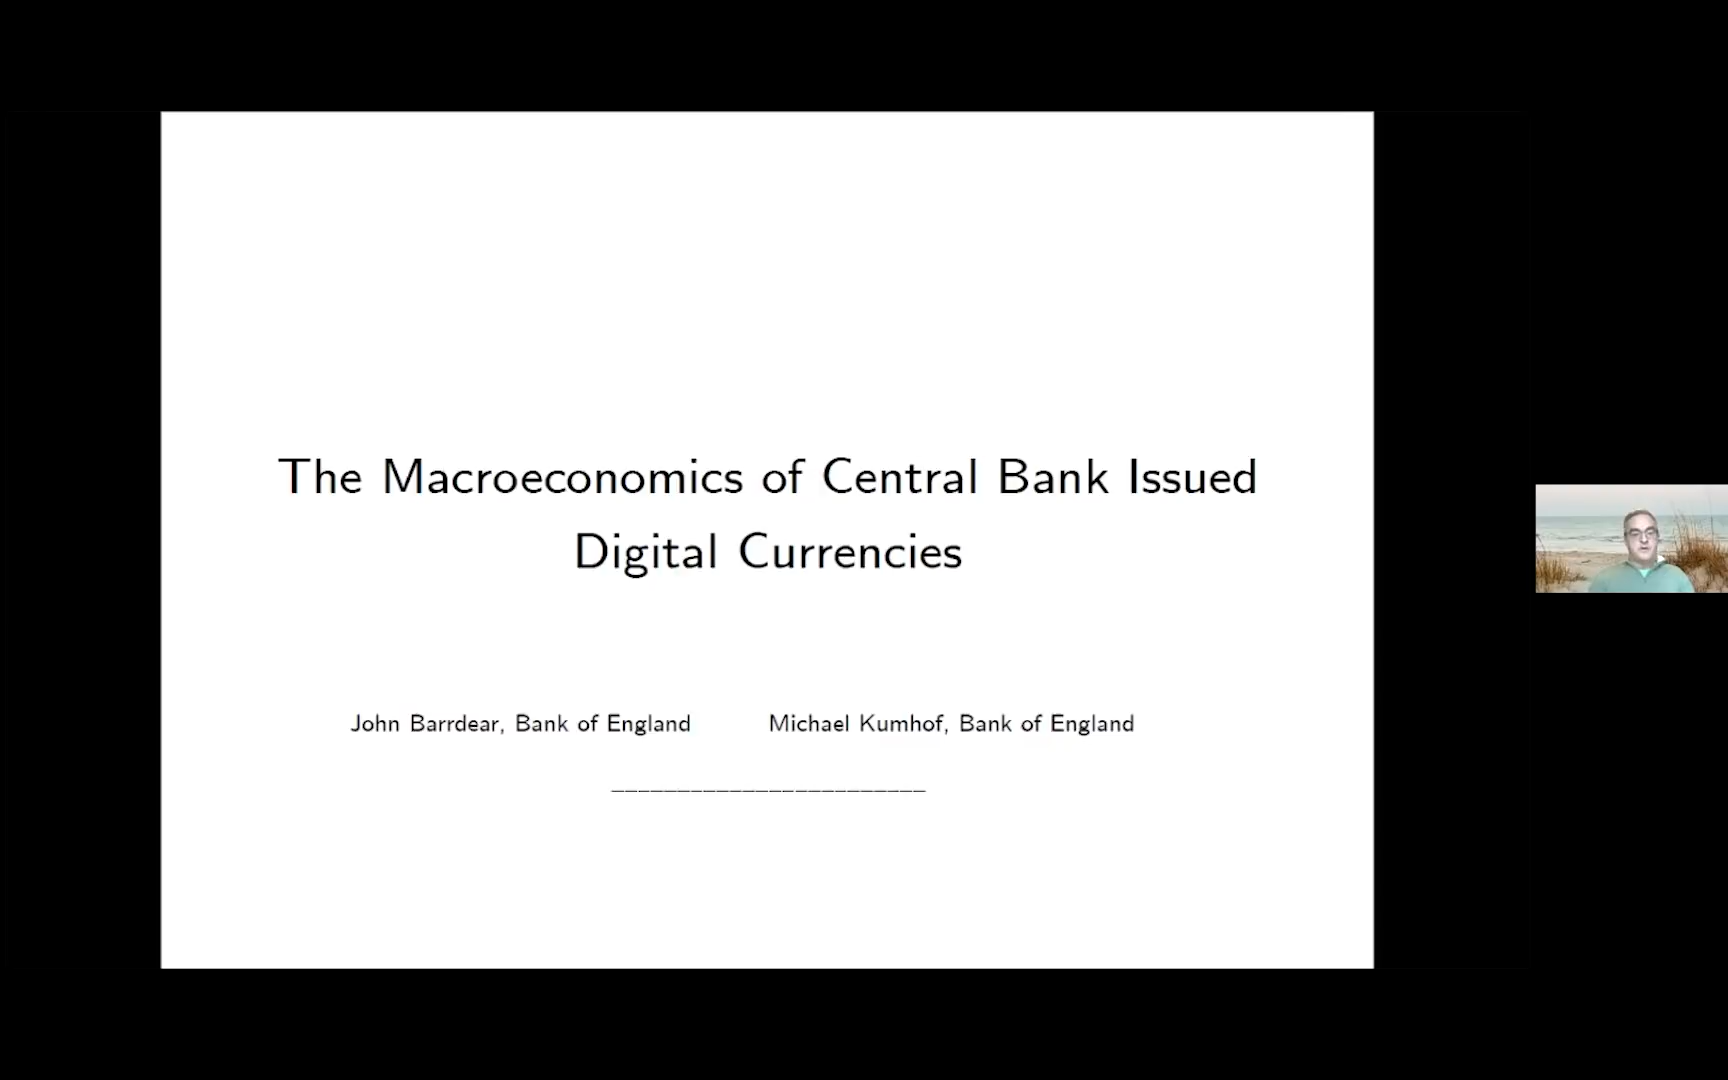 The Macroeconomics of Central Bank Issued
Digital Currencies
John Barrdear, Bank of England Michael Kumhof, Bank of England